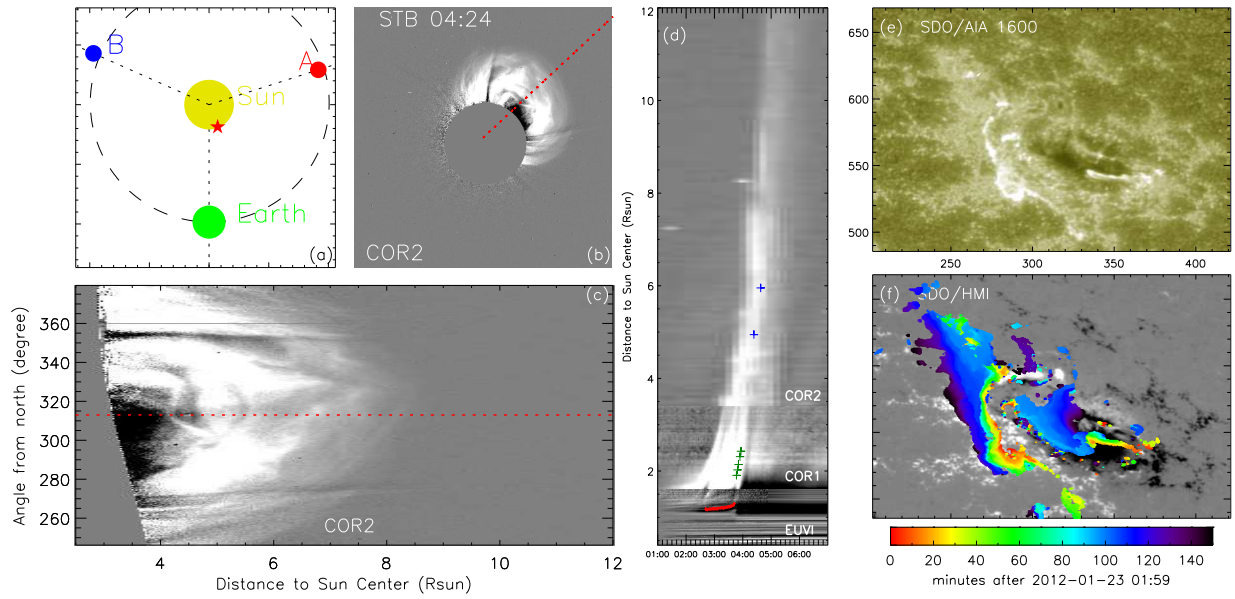 B
A
Sun
Earth
(a)
STB 04:24
COR2
(b)
(c)
360
340
320
300
280
260
Angle from north (degree)
COR2
4
6
8
10
12
Distance to Sun Center (Rsun)
(d)
12
10
8
6
4
2
Distance to Sun Center (Rsun)
COR2
COR1
EUVI
01:00 02:00 03:00 04:00 05:00 06:00
(e) SDO/AIA 1600
650
600
550
500
250
300
350
400
(f) SDO/HMI
0 20 40 60 80 100 120 140
minutes after 2012-01-23 01:59